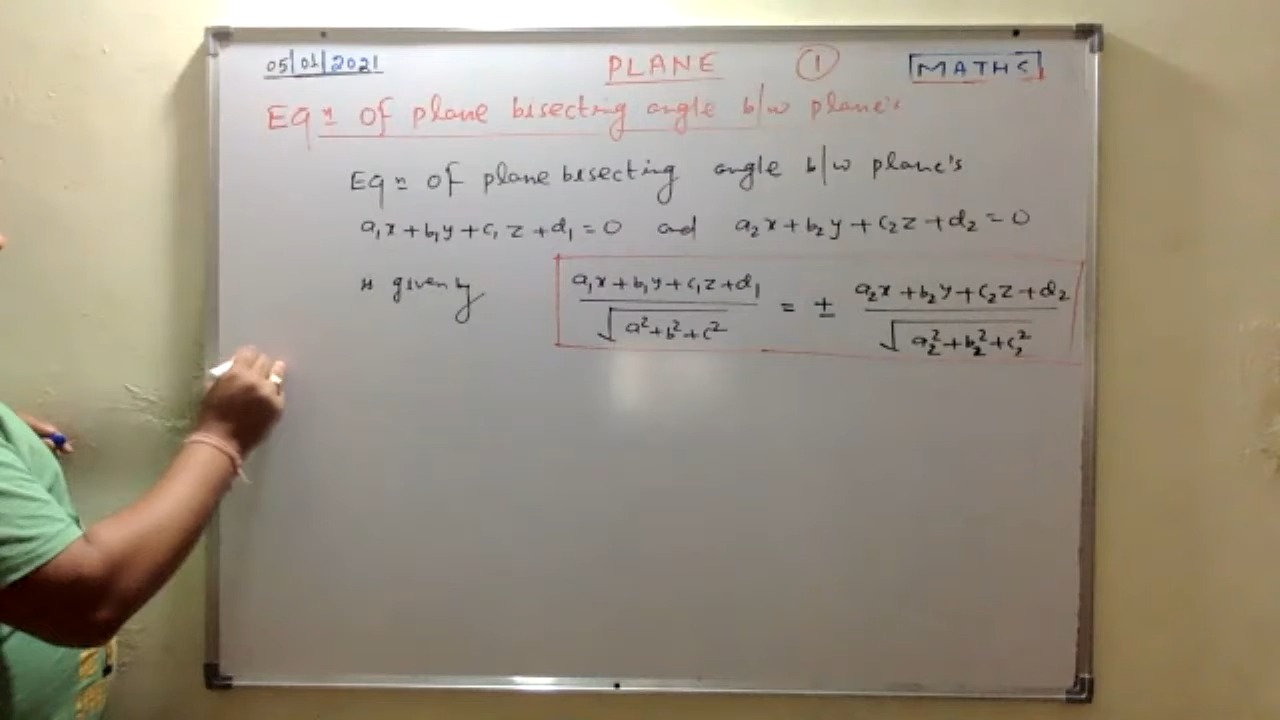 05/01/2021 PLANE 1 MATHS
Eqn Of plane bisecting angle b/w plane's
Eqn Of plane bisecting angle b/w plane's
a₁x+b₁y+c₁z+d₁=0 and a₂x+b₂y+c₂z+d₂=0
is given by (a₁x+b₁y+c₁z+d₁)/√(a²+b²+c²) = ± (a₂x+b₂y+c₂z+d₂)/√(a₂²+b₂²+c₂²)